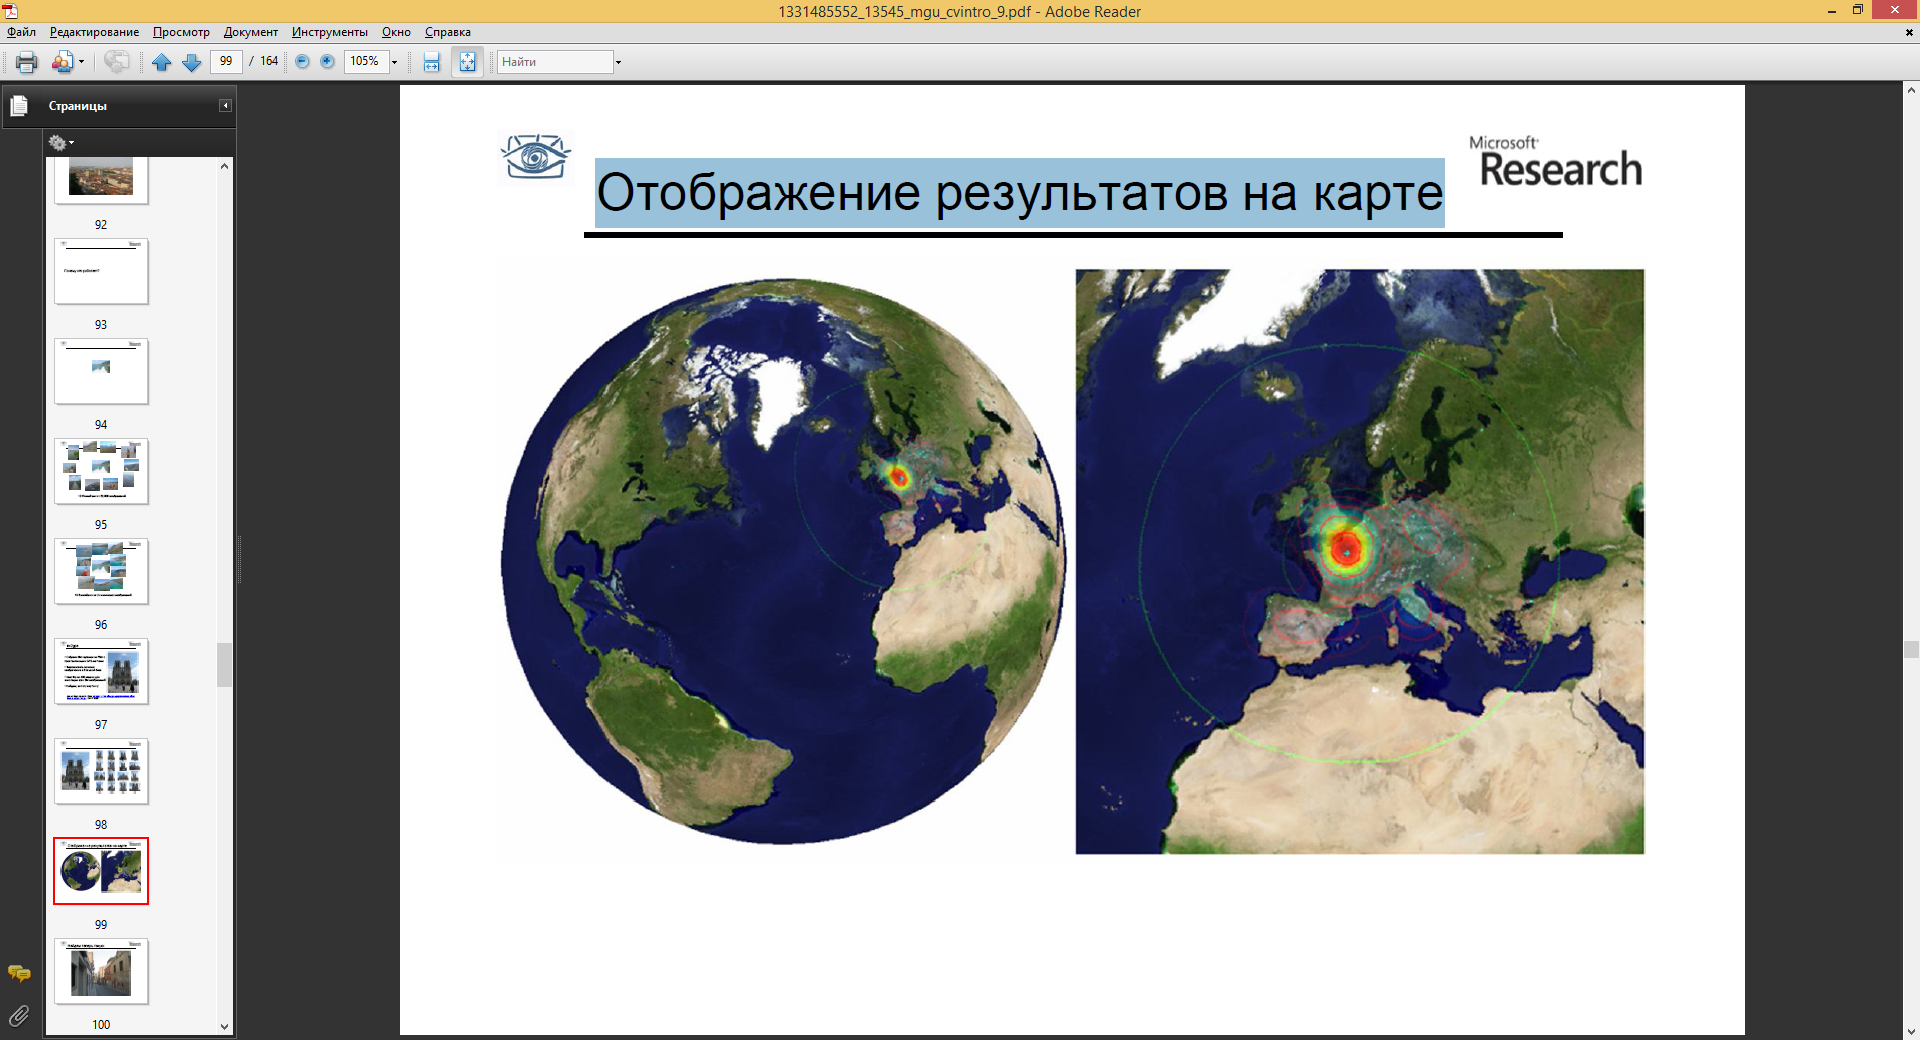 1331485552_13545_mgu_cvintro_9.pdf - Adobe Reader
Файл Редактирование Просмотр Документ Инструменты Окно Справка
99 / 164 105% Найти
Страницы
92
93
94
95
96
97
98
99
100
Microsoft
Research
Отображение результатов на карте